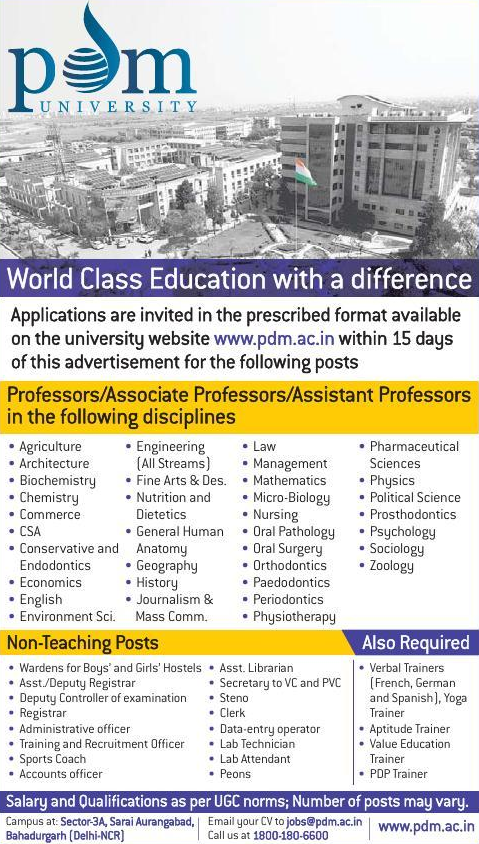 pdm
UNIVERSITY
World Class Education with a difference
Applications are invited in the prescribed format available
on the university website www.pdm.ac.in within 15 days
of this advertisement for the following posts
Professors/Associate Professors/Assistant Professors
in the following disciplines
• Agriculture
• Architecture
• Biochemistry
• Chemistry
• Commerce
• CSA
• Conservative and
Endodontics
• Economics
• English
• Environment Sci.
• Engineering
(All Streams)
• Fine Arts & Des.
• Nutrition and
Dietetics
• General Human
Anatomy
• Geography
• History
• Journalism &
Mass Comm.
• Law
• Management
• Mathematics
• Micro-Biology
• Nursing
• Oral Pathology
• Oral Surgery
• Orthodontics
• Paedodontics
• Periodontics
• Physiotherapy
• Pharmaceutical
Sciences
• Physics
• Political Science
• Prosthodontics
• Psychology
• Sociology
• Zoology
Non-Teaching Posts
• Wardens for Boys' and Girls' Hostels
• Asst./Deputy Registrar
• Deputy Controller of examination
• Registrar
• Administrative officer
• Training and Recruitment Officer
• Sports Coach
• Accounts officer
• Asst. Librarian
• Secretary to VC and PVC
• Steno
• Clerk
• Data-entry operator
• Lab Technician
• Lab Attendant
• Peons
Also Required
• Verbal Trainers
(French, German
and Spanish), Yoga
Trainer
• Aptitude Trainer
• Value Education
Trainer
• PDP Trainer
Salary and Qualifications as per UGC norms; Number of posts may vary.
Campus at: Sector-3A, Sarai Aurangabad,
Bahadurgarh (Delhi-NCR)
Email your CV to jobs@pdm.ac.in
Call us at 1800-180-6600
www.pdm.ac.in